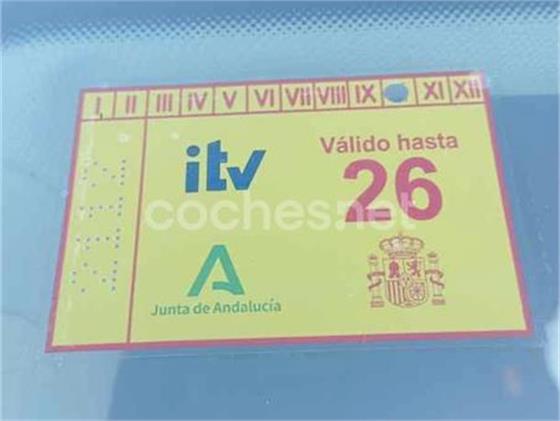 I II III IV V VI VII VIII IX XI XII
itv
Válido hasta
26
coches.net
Junta de Andalucía